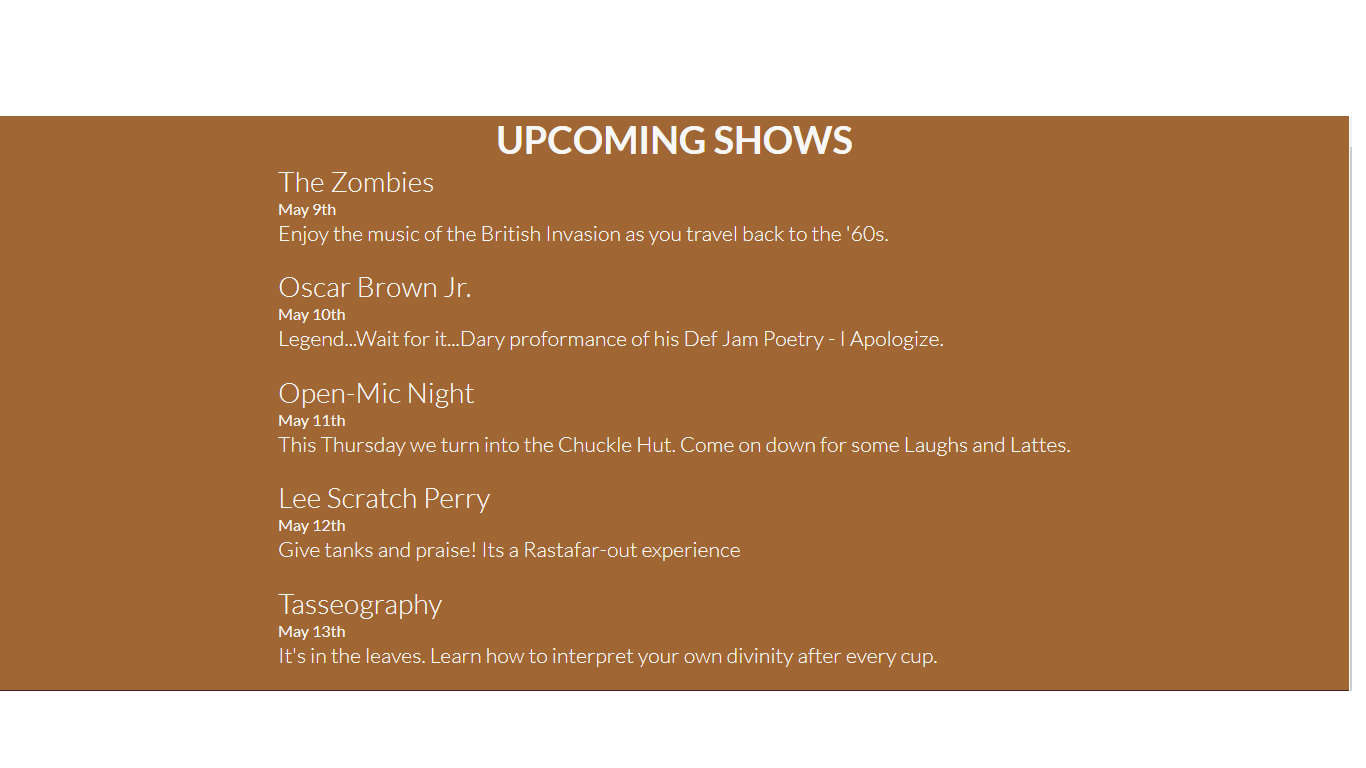 UPCOMING SHOWS
The Zombies
May 9th
Enjoy the music of the British Invasion as you travel back to the '60s.
Oscar Brown Jr.
May 10th
Legend...Wait for it...Dary proformance of his Def Jam Poetry - I Apologize.
Open-Mic Night
May 11th
This Thursday we turn into the Chuckle Hut. Come on down for some Laughs and Lattes.
Lee Scratch Perry
May 12th
Give tanks and praise! Its a Rastafar-out experience
Tasseography
May 13th
It's in the leaves. Learn how to interpret your own divinity after every cup.